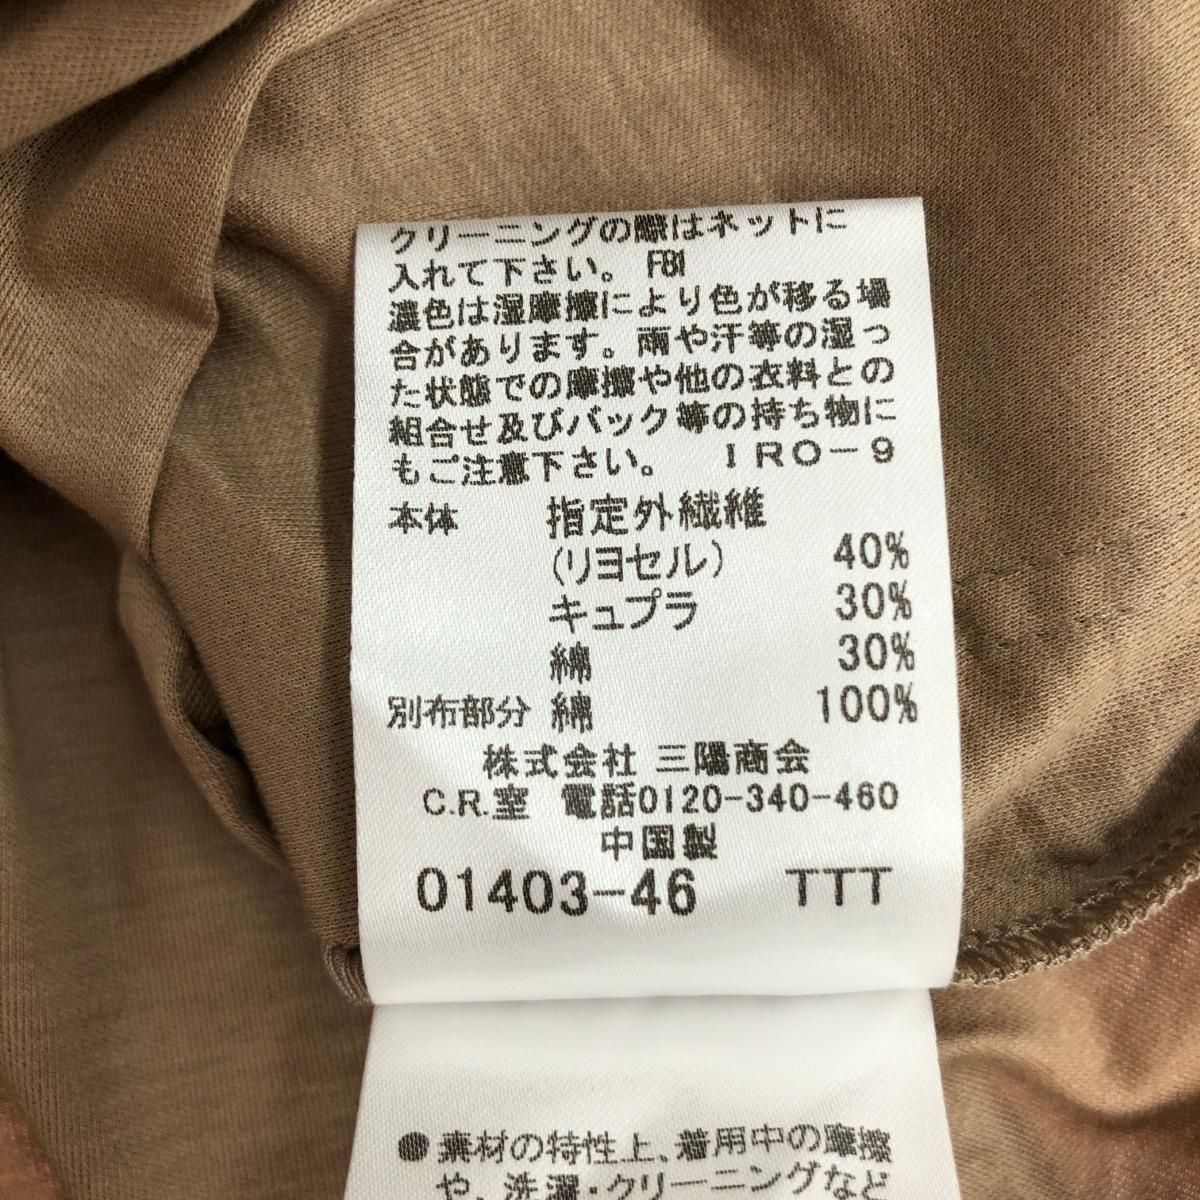 クリーニングの際はネットに
入れて下さい。 FB1
濃色は湿摩擦により色が移る場
合があります。雨や汗等の湿っ
た状態での摩擦や他の衣料との
組合せ及びバック等の持ち物に
もご注意下さい。 IRO-9
本体 指定外繊維
(リヨセル) 40%
キュプラ 30%
綿 30%
別布部分 綿 100%
株式会社 三陽商会
C.R.室 電話0120-340-460
中国製
01403-46 TTT
●素材の特性上、着用中の摩擦
や、洗濯・クリーニングなど